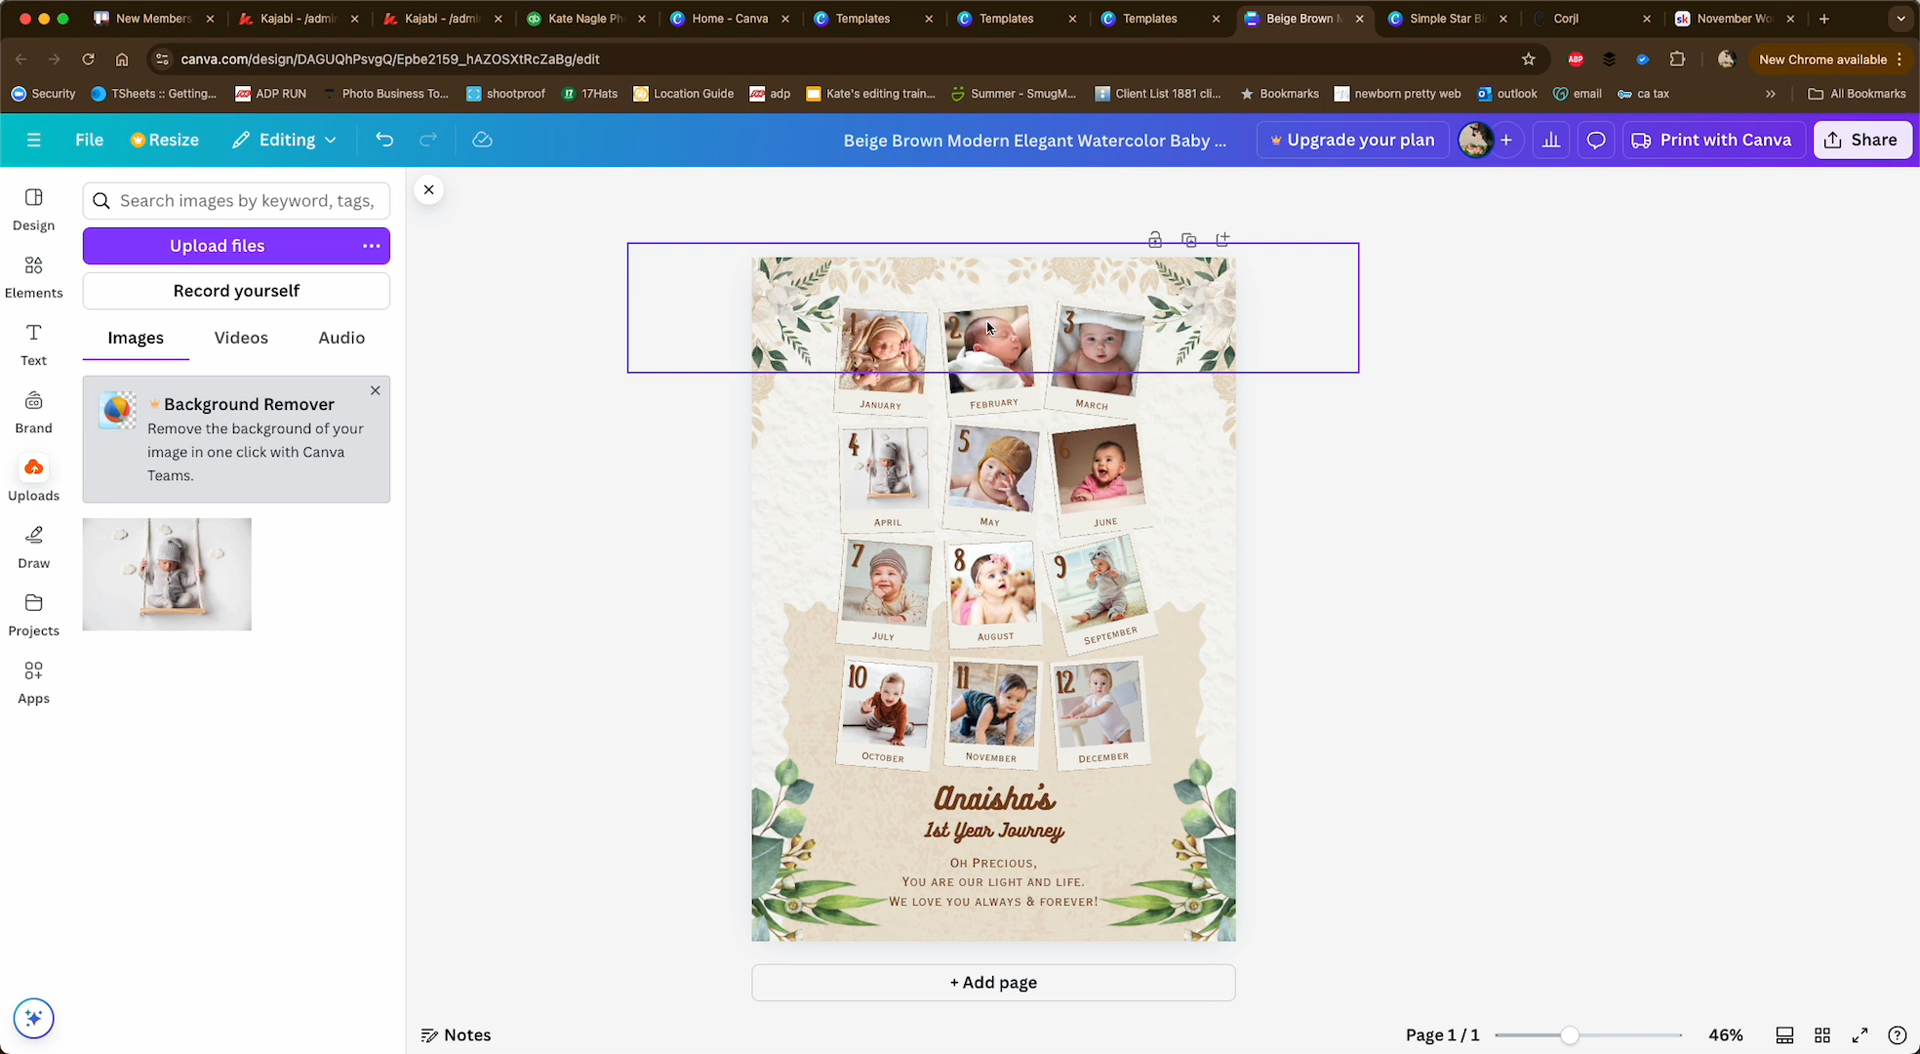 New Members
Kajabi - /admin
Kajabi - /admin
Kate Nagle Ph
Home - Canva
Templates
Templates
Templates
Beige Brown M
Simple Star Bl
Corjl
sk
November Wo
canva.com/design/DAGUQhPsvgQ/Epbe2159_hAZOSXtRcZaBg/edit
ABP
New Chrome available
Security
TSheets :: Getting...
ADP RUN
Photo Business To...
shootproof
17Hats
Location Guide
adp
Kate's editing train...
Summer - SmugM...
Client List 1881 cli...
Bookmarks
newborn pretty web
outlook
email
ca tax
»
All Bookmarks
File
Resize
Editing
Beige Brown Modern Elegant Watercolor Baby ...
Upgrade your plan
Print with Canva
Share
Design
Elements
Text
Brand
Uploads
Draw
Projects
Apps
Search images by keyword, tags,
Upload files
Record yourself
Images
Videos
Audio
Background Remover
Remove the background of your
image in one click with Canva
Teams.
1
2
3
JANUARY
FEBRUARY
MARCH
4
5
6
APRIL
MAY
JUNE
7
8
9
JULY
AUGUST
SEPTEMBER
10
11
12
OCTOBER
NOVEMBER
DECEMBER
Anaisha's
1st Year Journey
OH PRECIOUS,
YOU ARE OUR LIGHT AND LIFE.
WE LOVE YOU ALWAYS & FOREVER!
+ Add page
Notes
Page 1 / 1
46%